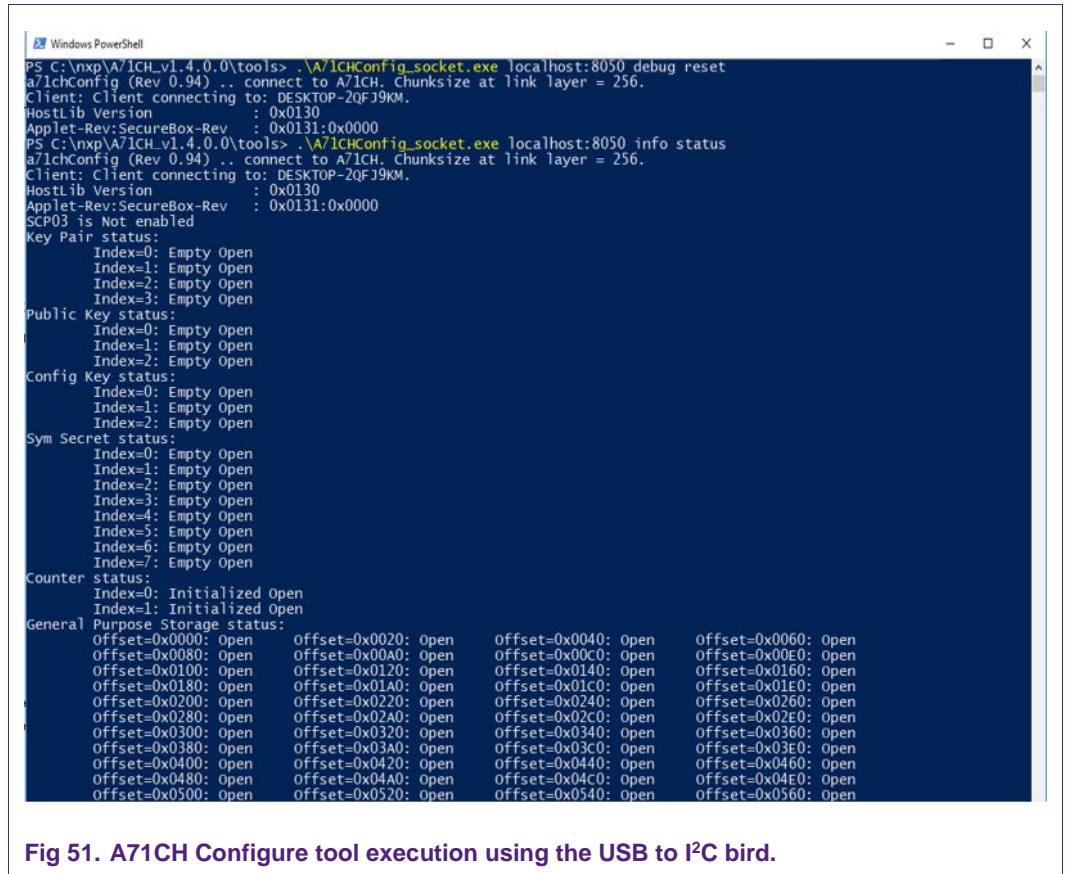 Windows PowerShell
PS C:\nxp\A71CH_v1.4.0.0\tools> .\A71CHConfig_socket.exe localhost:8050 debug reset
a71chConfig (Rev 0.94) .. connect to A71CH. Chunksize at link layer = 256.
Client: Client connecting to: DESKTOP-2QFJ9KM.
HostLib Version : 0x0130
Applet-Rev:SecureBox-Rev : 0x0131:0x0000
PS C:\nxp\A71CH_v1.4.0.0\tools> .\A71CHConfig_socket.exe localhost:8050 info status
a71chConfig (Rev 0.94) .. connect to A71CH. Chunksize at link layer = 256.
Client: Client connecting to: DESKTOP-2QFJ9KM.
HostLib Version : 0x0130
Applet-Rev:SecureBox-Rev : 0x0131:0x0000
SCP03 is Not enabled
Key Pair status:
Index=0: Empty Open
Index=1: Empty Open
Index=2: Empty Open
Index=3: Empty Open
Public Key status:
Index=0: Empty Open
Index=1: Empty Open
Index=2: Empty Open
Config Key status:
Index=0: Empty Open
Index=1: Empty Open
Index=2: Empty Open
Sym Secret status:
Index=0: Empty Open
Index=1: Empty Open
Index=2: Empty Open
Index=3: Empty Open
Index=4: Empty Open
Index=5: Empty Open
Index=6: Empty Open
Index=7: Empty Open
Counter status:
Index=0: Initialized Open
Index=1: Initialized Open
General Purpose Storage status:
Offset=0x0000: Open Offset=0x0020: Open Offset=0x0040: Open Offset=0x0060: Open
Offset=0x0080: Open Offset=0x00A0: Open Offset=0x00C0: Open Offset=0x00E0: Open
Offset=0x0100: Open Offset=0x0120: Open Offset=0x0140: Open Offset=0x0160: Open
Offset=0x0180: Open Offset=0x01A0: Open Offset=0x01C0: Open Offset=0x01E0: Open
Offset=0x0200: Open Offset=0x0220: Open Offset=0x0240: Open Offset=0x0260: Open
Offset=0x0280: Open Offset=0x02A0: Open Offset=0x02C0: Open Offset=0x02E0: Open
Offset=0x0300: Open Offset=0x0320: Open Offset=0x0340: Open Offset=0x0360: Open
Offset=0x0380: Open Offset=0x03A0: Open Offset=0x03C0: Open Offset=0x03E0: Open
Offset=0x0400: Open Offset=0x0420: Open Offset=0x0440: Open Offset=0x0460: Open
Offset=0x0480: Open Offset=0x04A0: Open Offset=0x04C0: Open Offset=0x04E0: Open
Offset=0x0500: Open Offset=0x0520: Open Offset=0x0540: Open Offset=0x0560: Open
Fig 51. A71CH Configure tool execution using the USB to I²C bird.